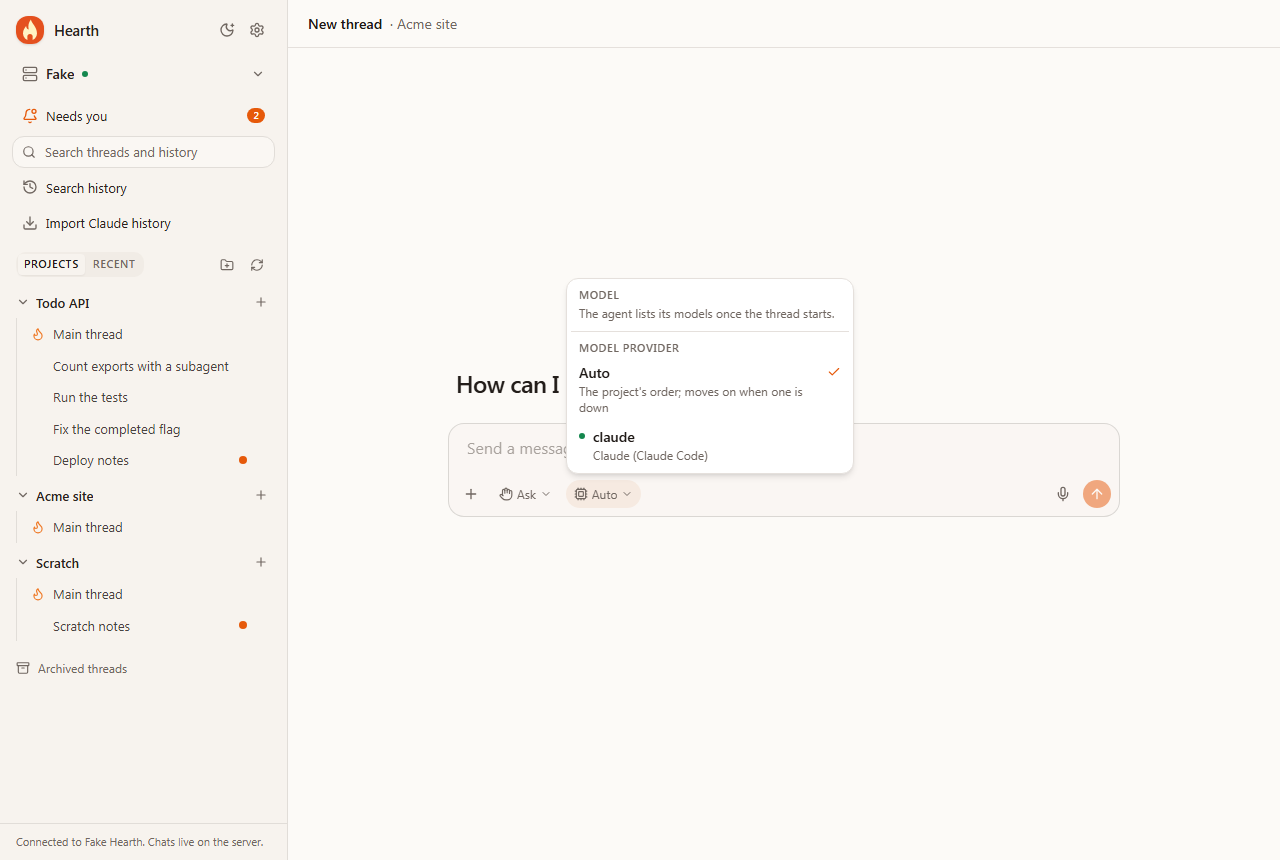 Hearth
Fake
Needs you
2
Search threads and history
Search history
Import Claude history
PROJECTS RECENT
Todo API
Main thread
Count exports with a subagent
Run the tests
Fix the completed flag
Deploy notes
Acme site
Main thread
Scratch
Main thread
Scratch notes
Archived threads
Connected to Fake Hearth. Chats live on the server.
New thread · Acme site
MODEL
The agent lists its models once the thread starts.
MODEL PROVIDER
Auto
The project's order; moves on when one is
down
claude
Claude (Claude Code)
How can I
Send a messag
Ask
Auto